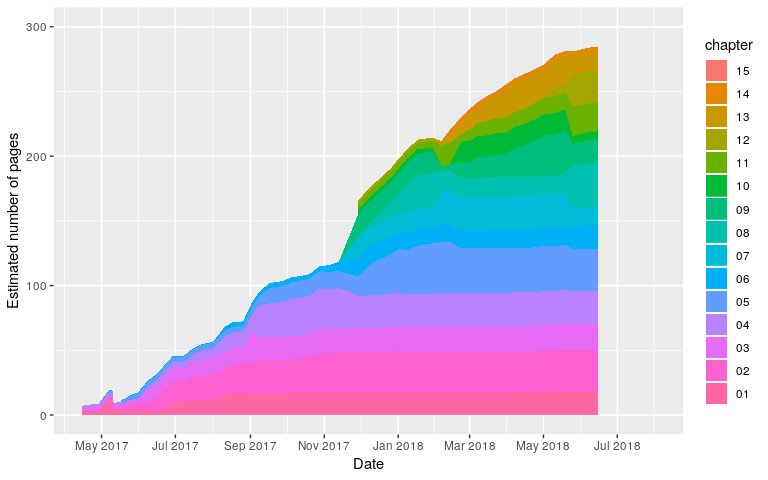 Estimated number of pages
300
200
100
0
May 2017
Jul 2017
Sep 2017
Nov 2017
Jan 2018
Mar 2018
May 2018
Jul 2018
Date
chapter
15
14
13
12
11
10
09
08
07
06
05
04
03
02
01